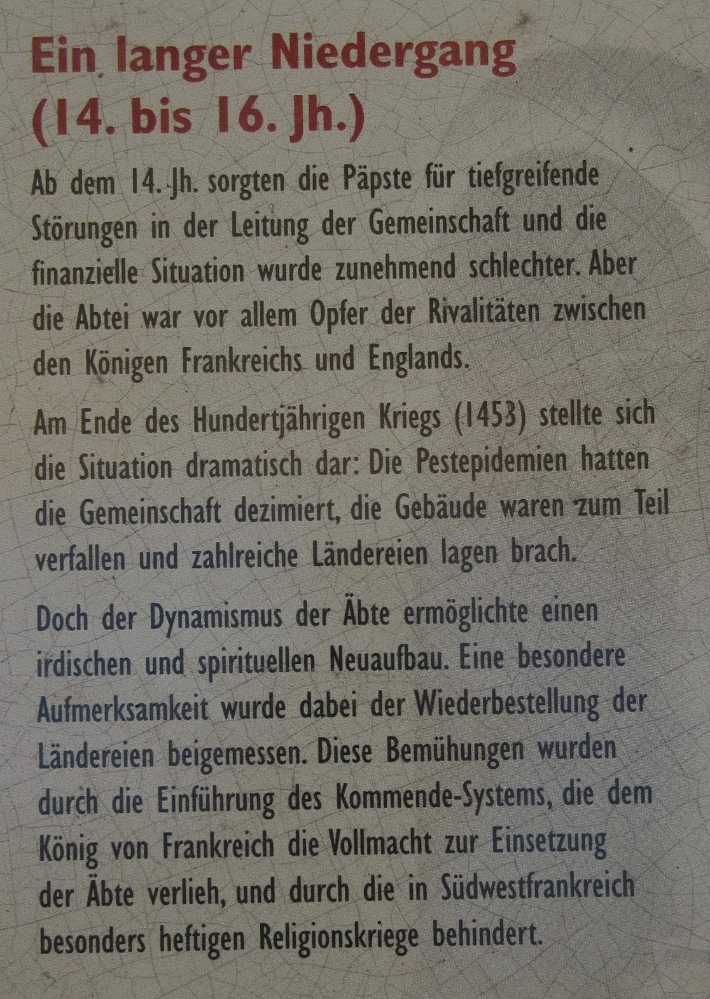 Ein langer Niedergang
(14. bis 16. Jh.)
Ab dem 14. Jh. sorgten die Päpste für tiefgreifende
Störungen in der Leitung der Gemeinschaft und die
finanzielle Situation wurde zunehmend schlechter. Aber
die Abtei war vor allem Opfer der Rivalitäten zwischen
den Königen Frankreichs und Englands.
Am Ende des Hundertjährigen Kriegs (1453) stellte sich
die Situation dramatisch dar: Die Pestepidemien hatten
die Gemeinschaft dezimiert, die Gebäude waren zum Teil
verfallen und zahlreiche Ländereien lagen brach.
Doch der Dynamismus der Äbte ermöglichte einen
irdischen und spirituellen Neuaufbau. Eine besondere
Aufmerksamkeit wurde dabei der Wiederbestellung der
Ländereien beigemessen. Diese Bemühungen wurden
durch die Einführung des Kommende-Systems, die dem
König von Frankreich die Vollmacht zur Einsetzung
der Äbte verlieh, und durch die in Südwestfrankreich
besonders heftigen Religionskriege behindert.